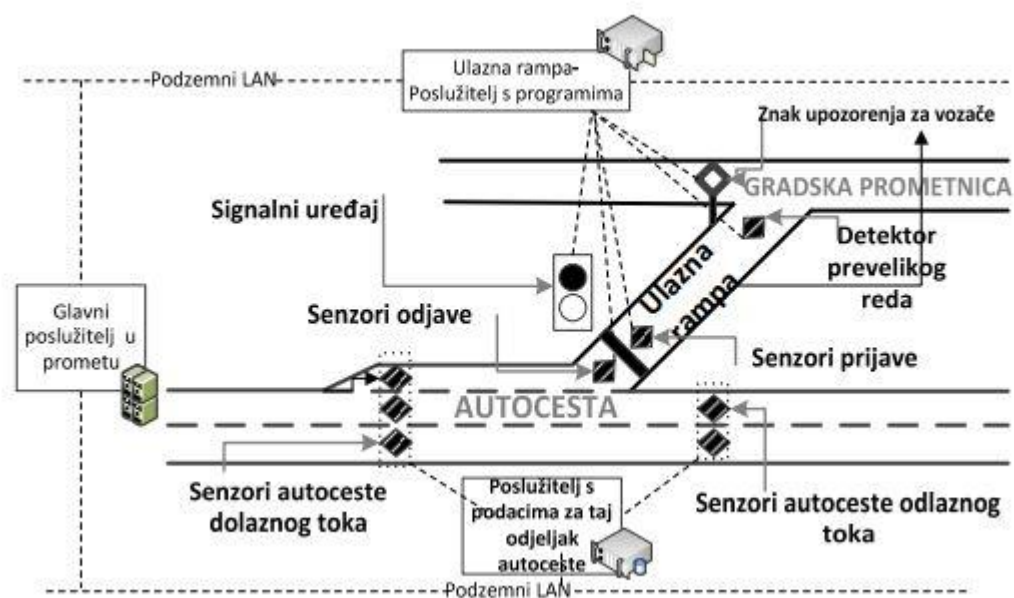 Podzemni LAN
Ulazna rampa-
Poslužitelj s programima
Znak upozorenja za vozače
GRADSKA PROMETNICA
Signalni uređaj
Detektor
prevelikog
reda
Ulazna
rampa
Glavni
poslužitelj u
prometu
Senzori odjave
Senzori prijave
AUTOCESTA
Senzori autoceste
dolaznog toka
Poslužitelj s
podacima za taj
odjeljak
autoceste
Senzori autoceste odlaznog
toka
Podzemni LAN